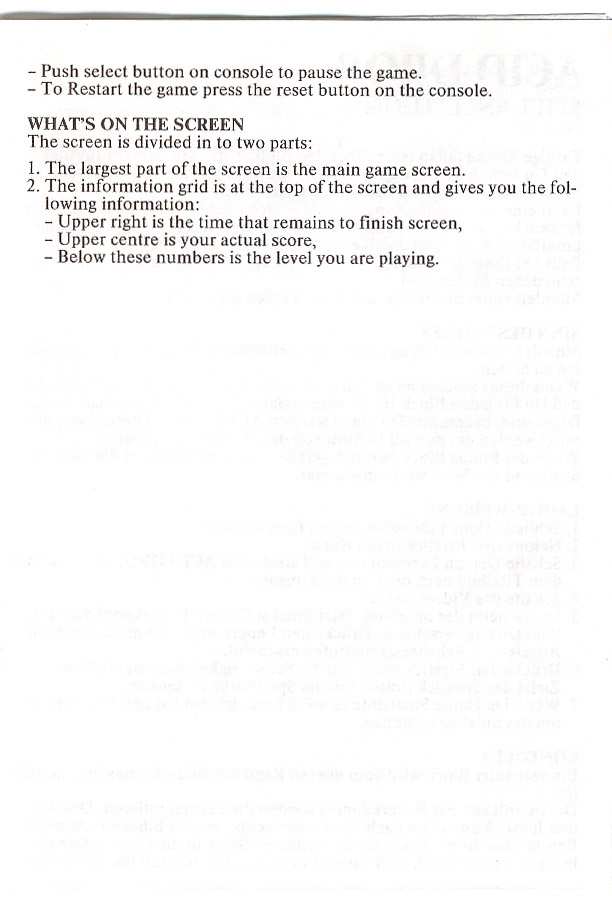 – Push select button on console to pause the game.
– To Restart the game press the reset button on the console.
WHAT'S ON THE SCREEN
The screen is divided in to two parts:
1. The largest part of the screen is the main game screen.
2. The information grid is at the top of the screen and gives you the fol-
lowing information:
– Upper right is the time that remains to finish screen,
– Upper centre is your actual score,
– Below these numbers is the level you are playing.